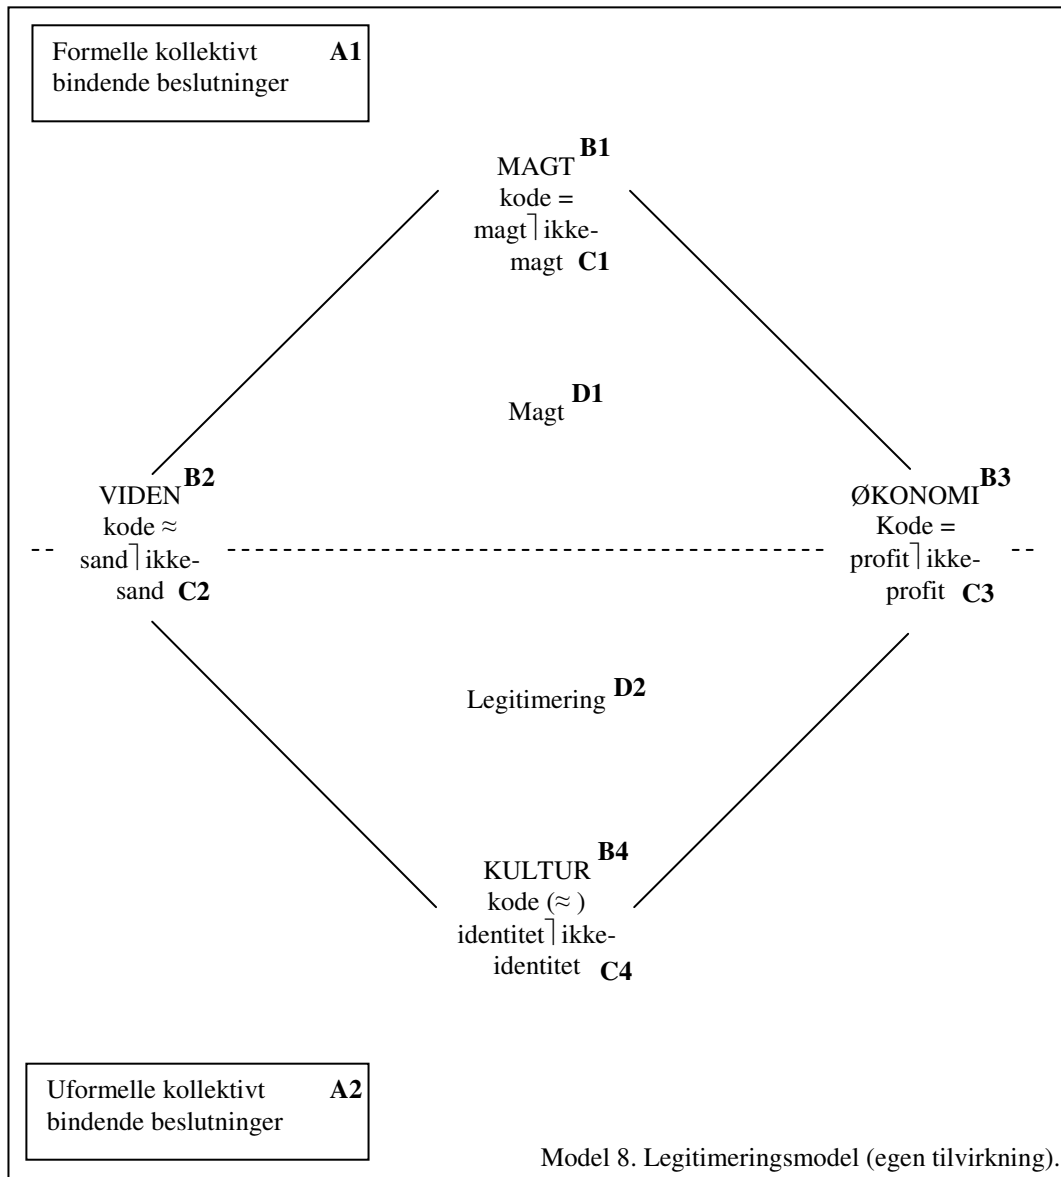 Formelle kollektivt A1
bindende beslutninger
MAGT B1
kode =
magt ⏋ikke-
magt C1
Magt D1
VIDEN B2
kode ≈
sand ⏋ikke-
sand C2
ØKONOMI B3
Kode =
profit ⏋ikke-
profit C3
Legitimering D2
KULTUR B4
kode (≈ )
identitet ⏋ikke-
identitet C4
Uformelle kollektivt A2
bindende beslutninger
Model 8. Legitimeringsmodel (egen tilvirkning).